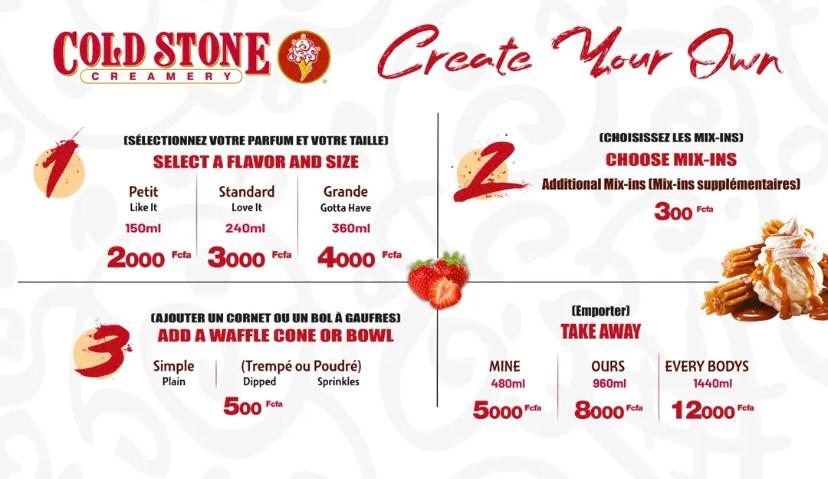 COLD STONE
CREAMERY
Create Your Own
1
(SÉLECTIONNEZ VOTRE PARFUM ET VOTRE TAILLE)
SELECT A FLAVOR AND SIZE
Petit
Like It
150ml
2000 Fcfa
Standard
Love It
240ml
3000 Fcfa
Grande
Gotta Have
360ml
4000 Fcfa
2
(CHOISISSEZ LES MIX-INS)
CHOOSE MIX-INS
Additional Mix-ins (Mix-ins supplémentaires)
300 Fcfa
3
(AJOUTER UN CORNET OU UN BOL À GAUFRES)
ADD A WAFFLE CONE OR BOWL
Simple
Plain
(Trempé ou Poudré)
Dipped Sprinkles
500 Fcfa
(Emporter)
TAKE AWAY
MINE
480ml
5000 Fcfa
OURS
960ml
8000 Fcfa
EVERY BODYS
1440ml
12000 Fcfa